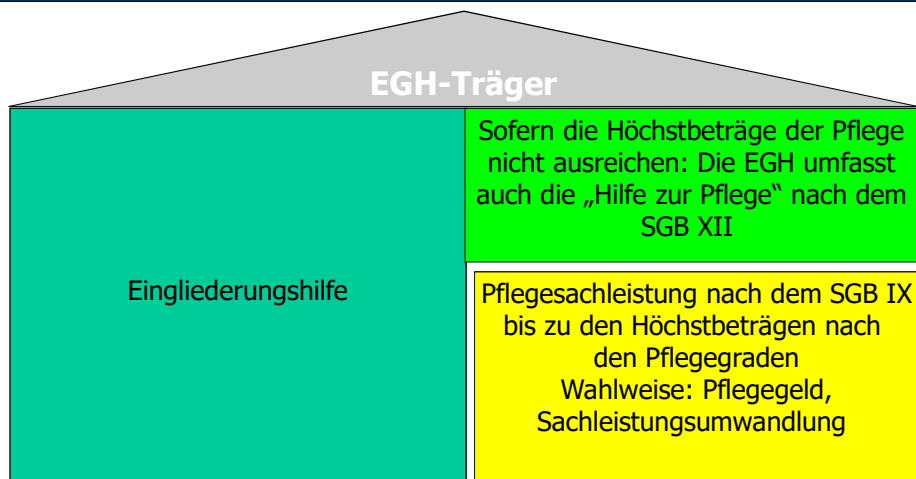 EGH-Träger
Eingliederungshilfe
Sofern die Höchstbeträge der Pflege
nicht ausreichen: Die EGH umfasst
auch die „Hilfe zur Pflege“ nach dem
SGB XII
Pflegesachleistung nach dem SGB IX
bis zu den Höchstbeträgen nach
den Pflegegraden
Wahlweise: Pflegegeld,
Sachleistungsumwandlung